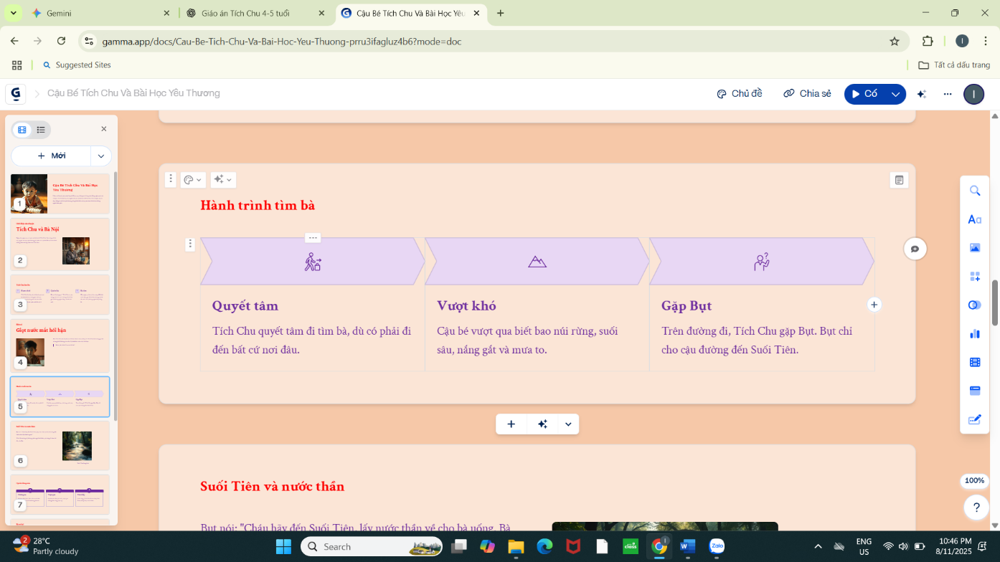 Gemini
Giáo án Tích Chu 4-5 tuổi
Cậu Bé Tích Chu Và Bài Học Yêu
gamma.app/docs/Cau-Be-Tich-Chu-Va-Bai-Hoc-Yeu-Thuong-prru3ifagluz4b6?mode=doc
Suggested Sites
Tất cả dấu trang
Cậu Bé Tích Chu Và Bài Học Yêu Thương
Chủ đề
Chia sẻ
Có
I
Mới
Cậu Bé Tích Chu Và Bài Học
Yêu Thương
1
Tích Chu và Bà Nội
2
3
Giọt nước mắt hối hận
4
5
6
7
Hành trình tìm bà
Quyết tâm
Tích Chu quyết tâm đi tìm bà, dù có phải đi
đến bất cứ nơi đâu.
Vượt khó
Cậu bé vượt qua biết bao núi rừng, suối
sâu, nắng gắt và mưa to.
Gặp Bụt
Trên đường đi, Tích Chu gặp Bụt. Bụt chỉ
cho cậu đường đến Suối Tiên.
Suối Tiên và nước thần
Bụt nói: "Cháu hãy đến Suối Tiên, lấy nước thần về cho bà uống. Bà
Aa
100%
?
2
28°C
Partly cloudy
Search
class
W
Zalo
ENG
US
10:46 PM
8/11/2025